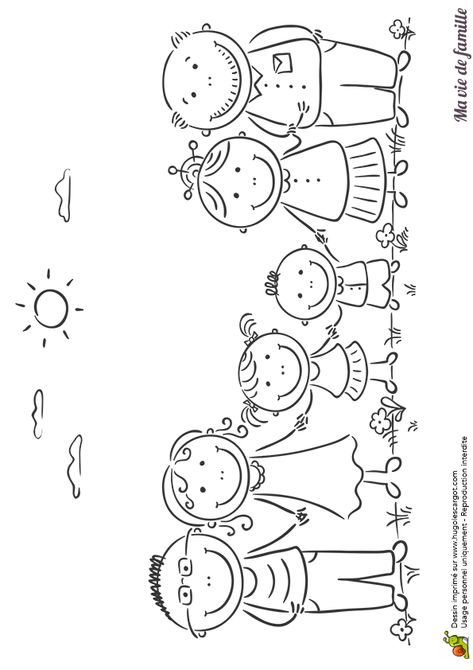 Ma vie de famille
Dessin imprimé sur www.hugolescargot.com
Usage personnel uniquement - Reproduction interdite